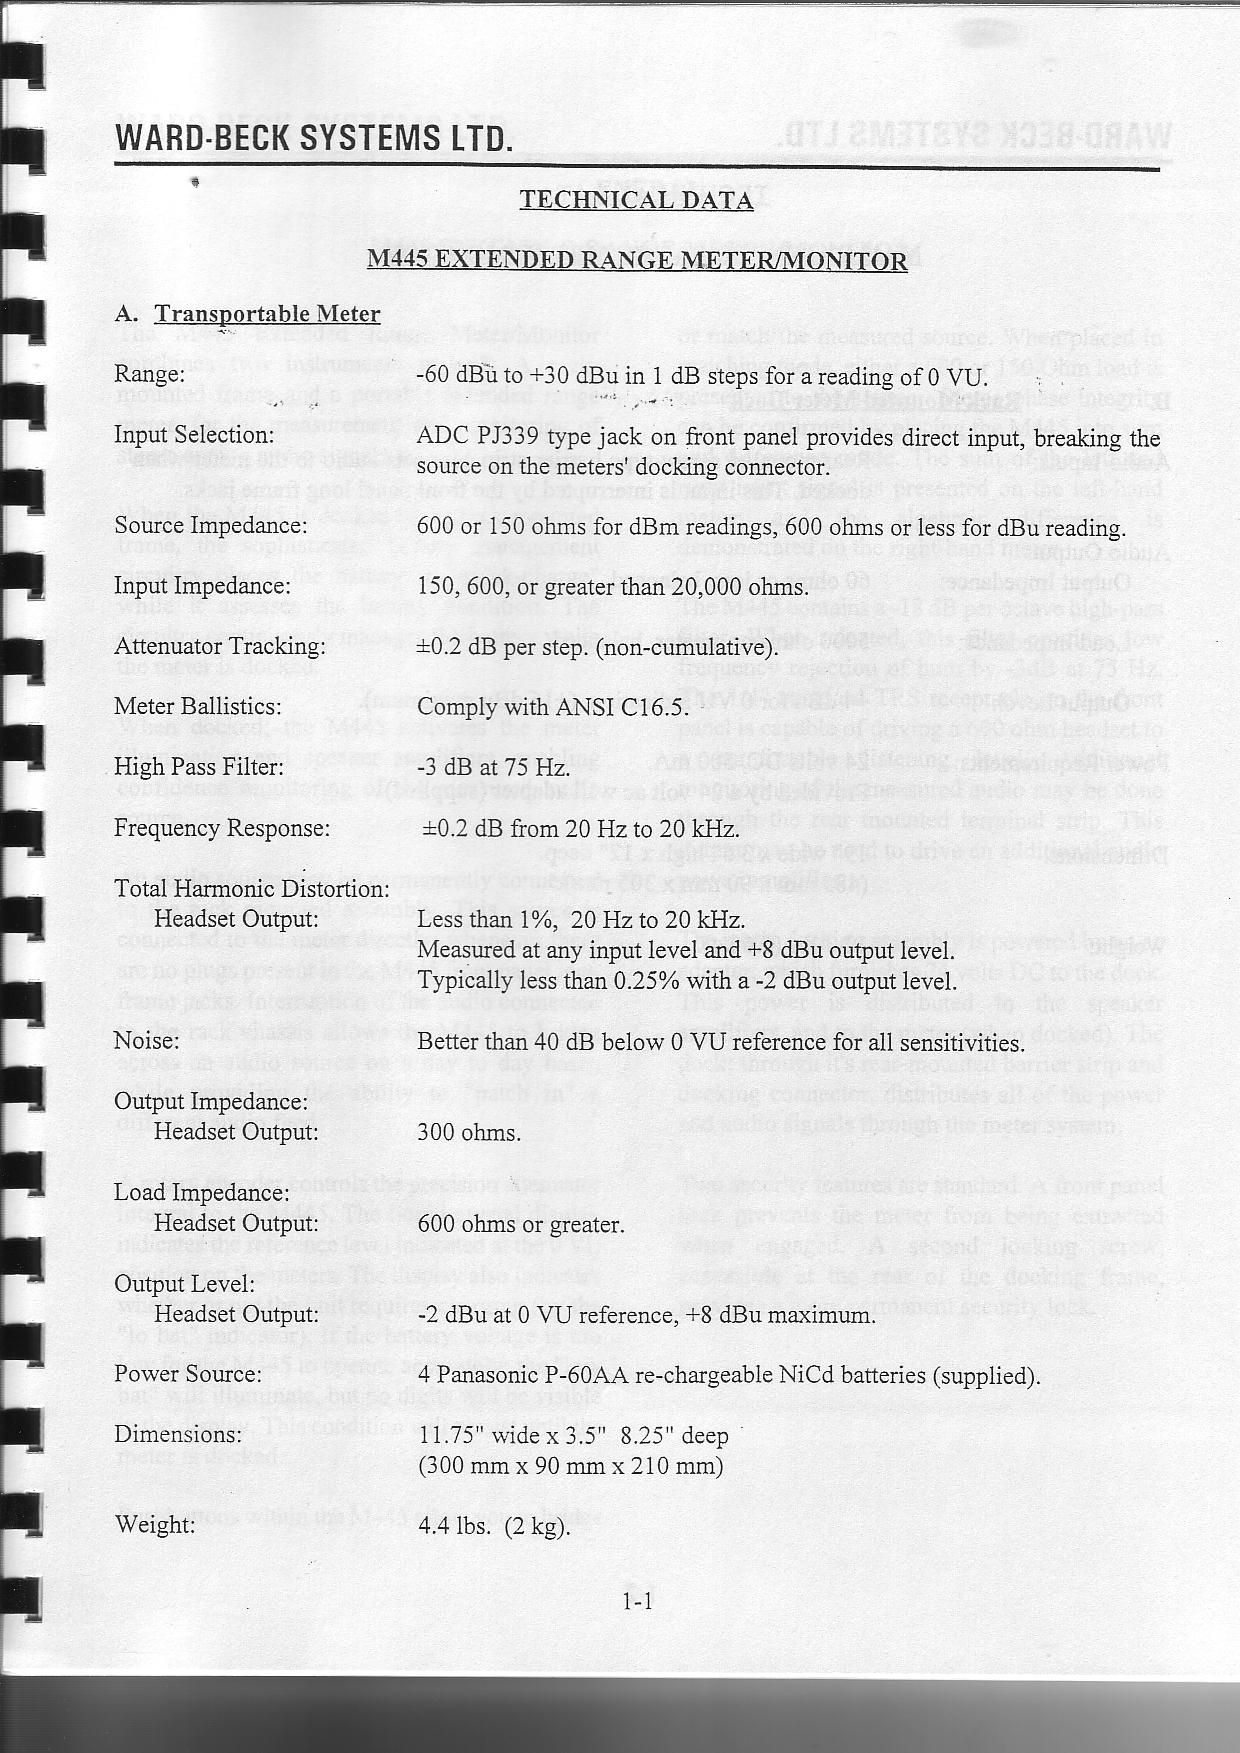 WARD-BECK SYSTEMS LTD.
TECHNICAL DATA
M445 EXTENDED RANGE METER/MONITOR
A. Transportable Meter
Range: -60 dBu to +30 dBu in 1 dB steps for a reading of 0 VU.
Input Selection: ADC PJ339 type jack on front panel provides direct input, breaking the
source on the meters' docking connector.
Source Impedance: 600 or 150 ohms for dBm readings, 600 ohms or less for dBu reading.
Input Impedance: 150, 600, or greater than 20,000 ohms.
Attenuator Tracking: ±0.2 dB per step. (non-cumulative).
Meter Ballistics: Comply with ANSI C16.5.
High Pass Filter: -3 dB at 75 Hz.
Frequency Response: ±0.2 dB from 20 Hz to 20 kHz.
Total Harmonic Distortion:
Headset Output: Less than 1%, 20 Hz to 20 kHz.
Measured at any input level and +8 dBu output level.
Typically less than 0.25% with a -2 dBu output level.
Noise: Better than 40 dB below 0 VU reference for all sensitivities.
Output Impedance:
Headset Output: 300 ohms.
Load Impedance:
Headset Output: 600 ohms or greater.
Output Level:
Headset Output: -2 dBu at 0 VU reference, +8 dBu maximum.
Power Source: 4 Panasonic P-60AA re-chargeable NiCd batteries (supplied).
Dimensions: 11.75" wide x 3.5" 8.25" deep
(300 mm x 90 mm x 210 mm)
Weight: 4.4 lbs. (2 kg).
1-1